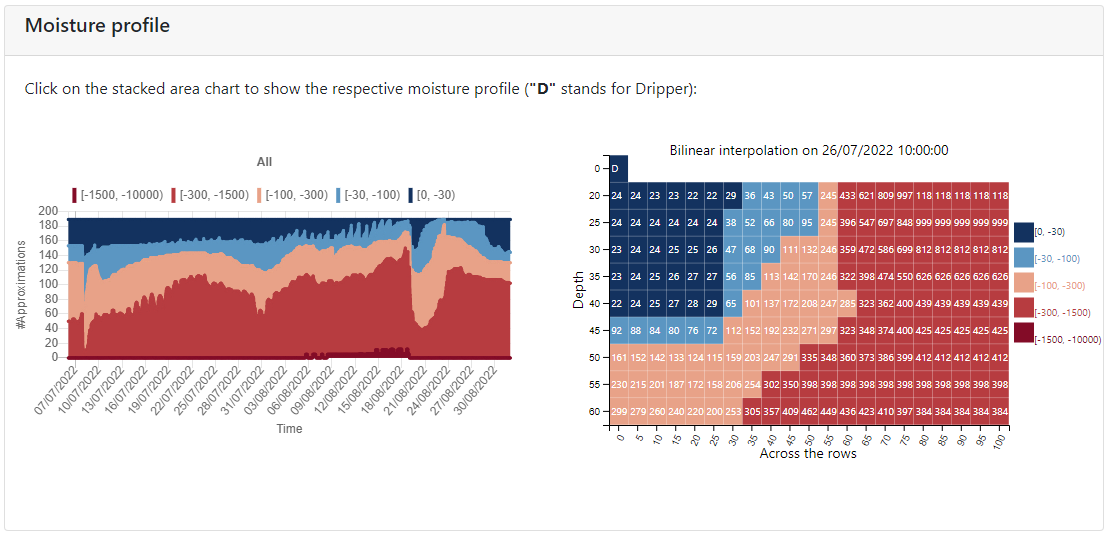 Moisture profile
Click on the stacked area chart to show the respective moisture profile ("D" stands for Dripper):
All
[-1500, -10000) [-300, -1500) [-100, -300) [-30, -100) [0, -30)
200
180
160
140
120
100
80
60
40
20
0
#Approximations
07/07/2022 10/07/2022 13/07/2022 16/07/2022 19/07/2022 22/07/2022 25/07/2022 28/07/2022 31/07/2022 03/08/2022 06/08/2022 09/08/2022 12/08/2022 15/08/2022 18/08/2022 21/08/2022 24/08/2022 27/08/2022 30/08/2022
Time
Bilinear interpolation on 26/07/2022 10:00:00
0 D
20 24 24 23 23 22 22 29 36 43 50 57 245 433 621 809 997 118 118 118 118 118
25 24 24 24 24 24 24 38 52 66 80 95 245 396 547 697 848 999 999 999 999 999
30 23 24 24 25 25 26 47 68 90 111 132 246 359 472 586 699 812 812 812 812 812
35 23 24 25 26 27 27 56 85 113 142 170 246 322 398 474 550 626 626 626 626 626
40 22 24 25 27 28 29 65 101 137 172 208 247 285 323 362 400 439 439 439 439 439
45 92 88 84 80 76 72 112 152 192 232 271 297 323 348 374 400 425 425 425 425 425
50 161 152 142 133 124 115 159 203 247 291 335 348 360 373 386 399 412 412 412 412 412
55 230 215 201 187 172 158 206 254 302 350 398 398 398 398 398 398 398 398 398 398 398
60 299 279 260 240 220 200 253 305 357 409 462 449 436 423 410 397 384 384 384 384 384
Depth
0 5 10 15 20 25 30 35 40 45 50 55 60 65 70 75 80 85 90 95 100
Across the rows
[0, -30)
[-30, -100)
[-100, -300)
[-300, -1500)
[-1500, -10000)